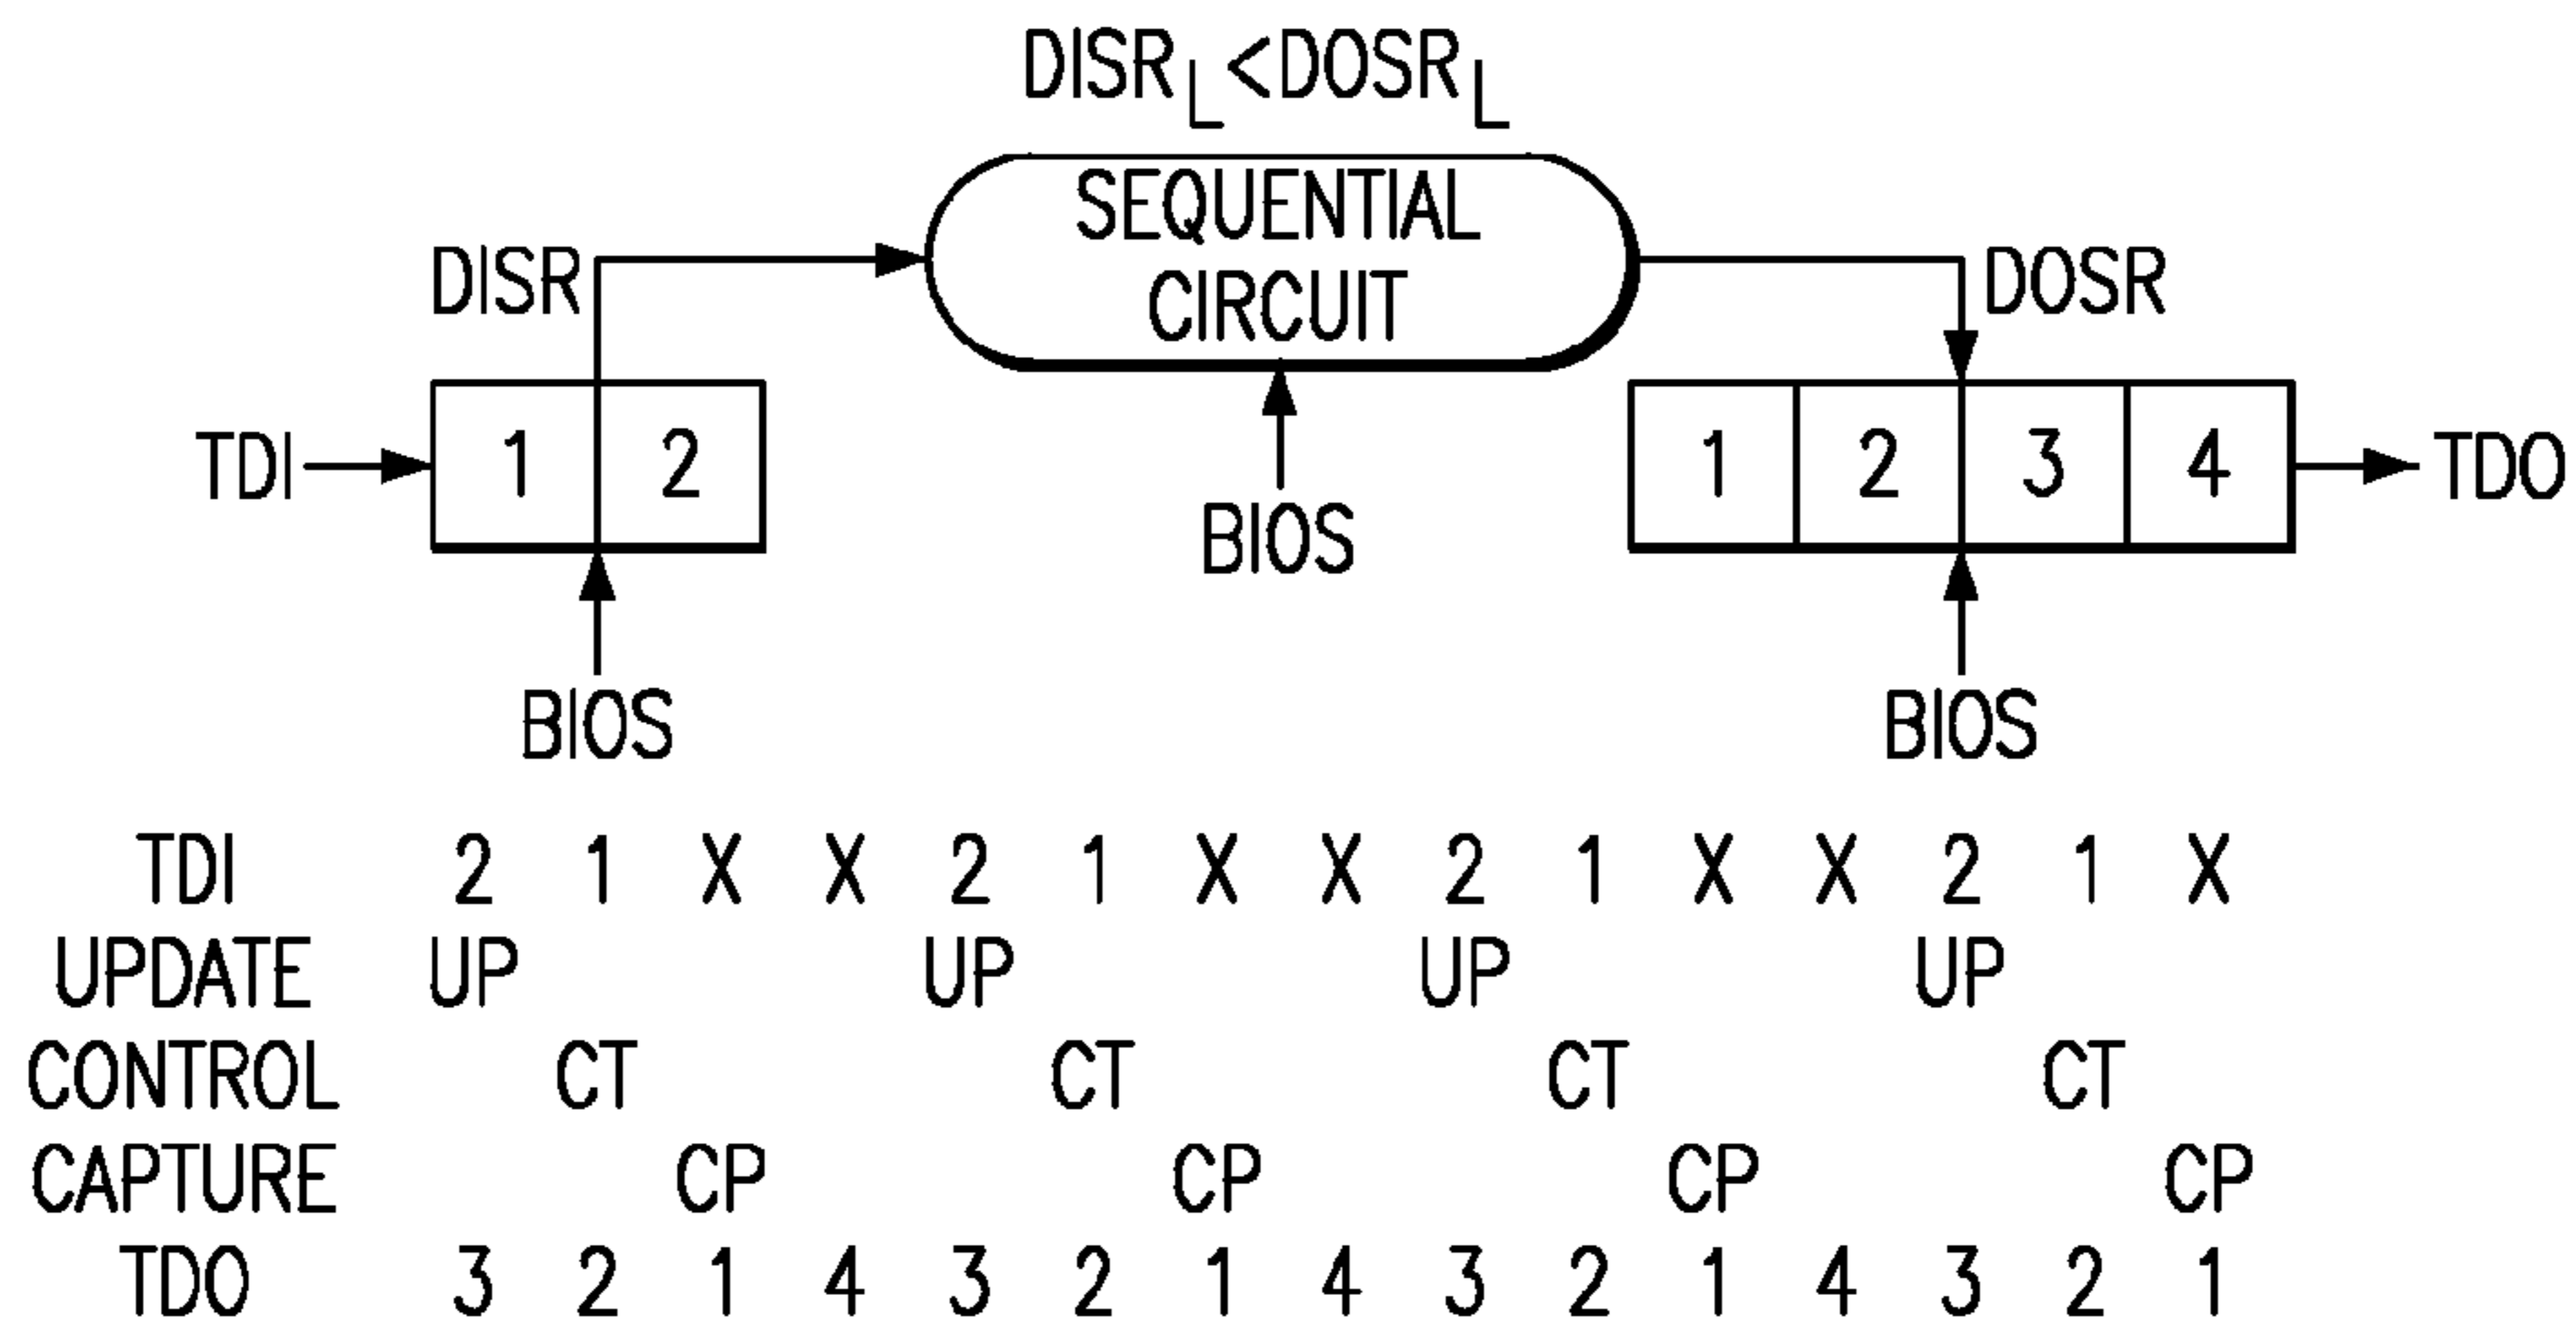 DISRL<DOSRL
SEQUENTIAL
CIRCUIT
DISR
DOSR
TDI
1 2
1 2 3 4
TDO
BIOS
BIOS
BIOS
TDI 2 1 X X 2 1 X X 2 1 X X 2 1 X
UPDATE UP UP UP UP
CONTROL CT CT CT CT
CAPTURE CP CP CP CP
TDO 3 2 1 4 3 2 1 4 3 2 1 4 3 2 1